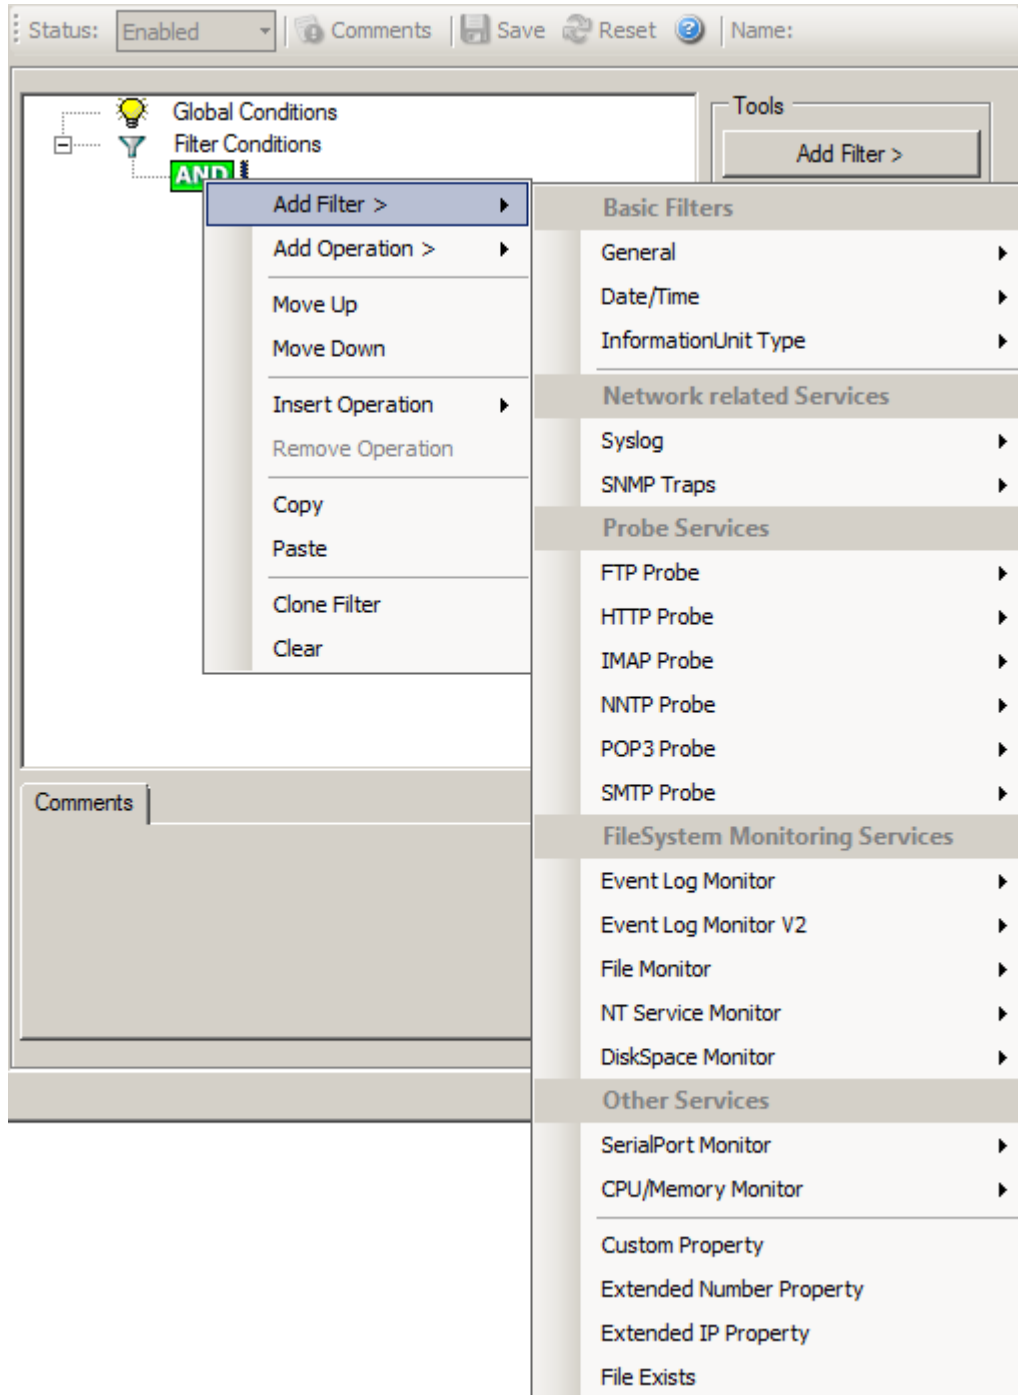 Status: Enabled Comments Save Reset Name:
Global Conditions
Filter Conditions
AND
Tools
Add Filter >
Add Filter >
Add Operation >
Move Up
Move Down
Insert Operation
Remove Operation
Copy
Paste
Clone Filter
Clear
Basic Filters
General
Date/Time
InformationUnit Type
Network related Services
Syslog
SNMP Traps
Probe Services
FTP Probe
HTTP Probe
IMAP Probe
NNTP Probe
POP3 Probe
SMTP Probe
FileSystem Monitoring Services
Event Log Monitor
Event Log Monitor V2
File Monitor
NT Service Monitor
DiskSpace Monitor
Other Services
SerialPort Monitor
CPU/Memory Monitor
Custom Property
Extended Number Property
Extended IP Property
File Exists
Comments